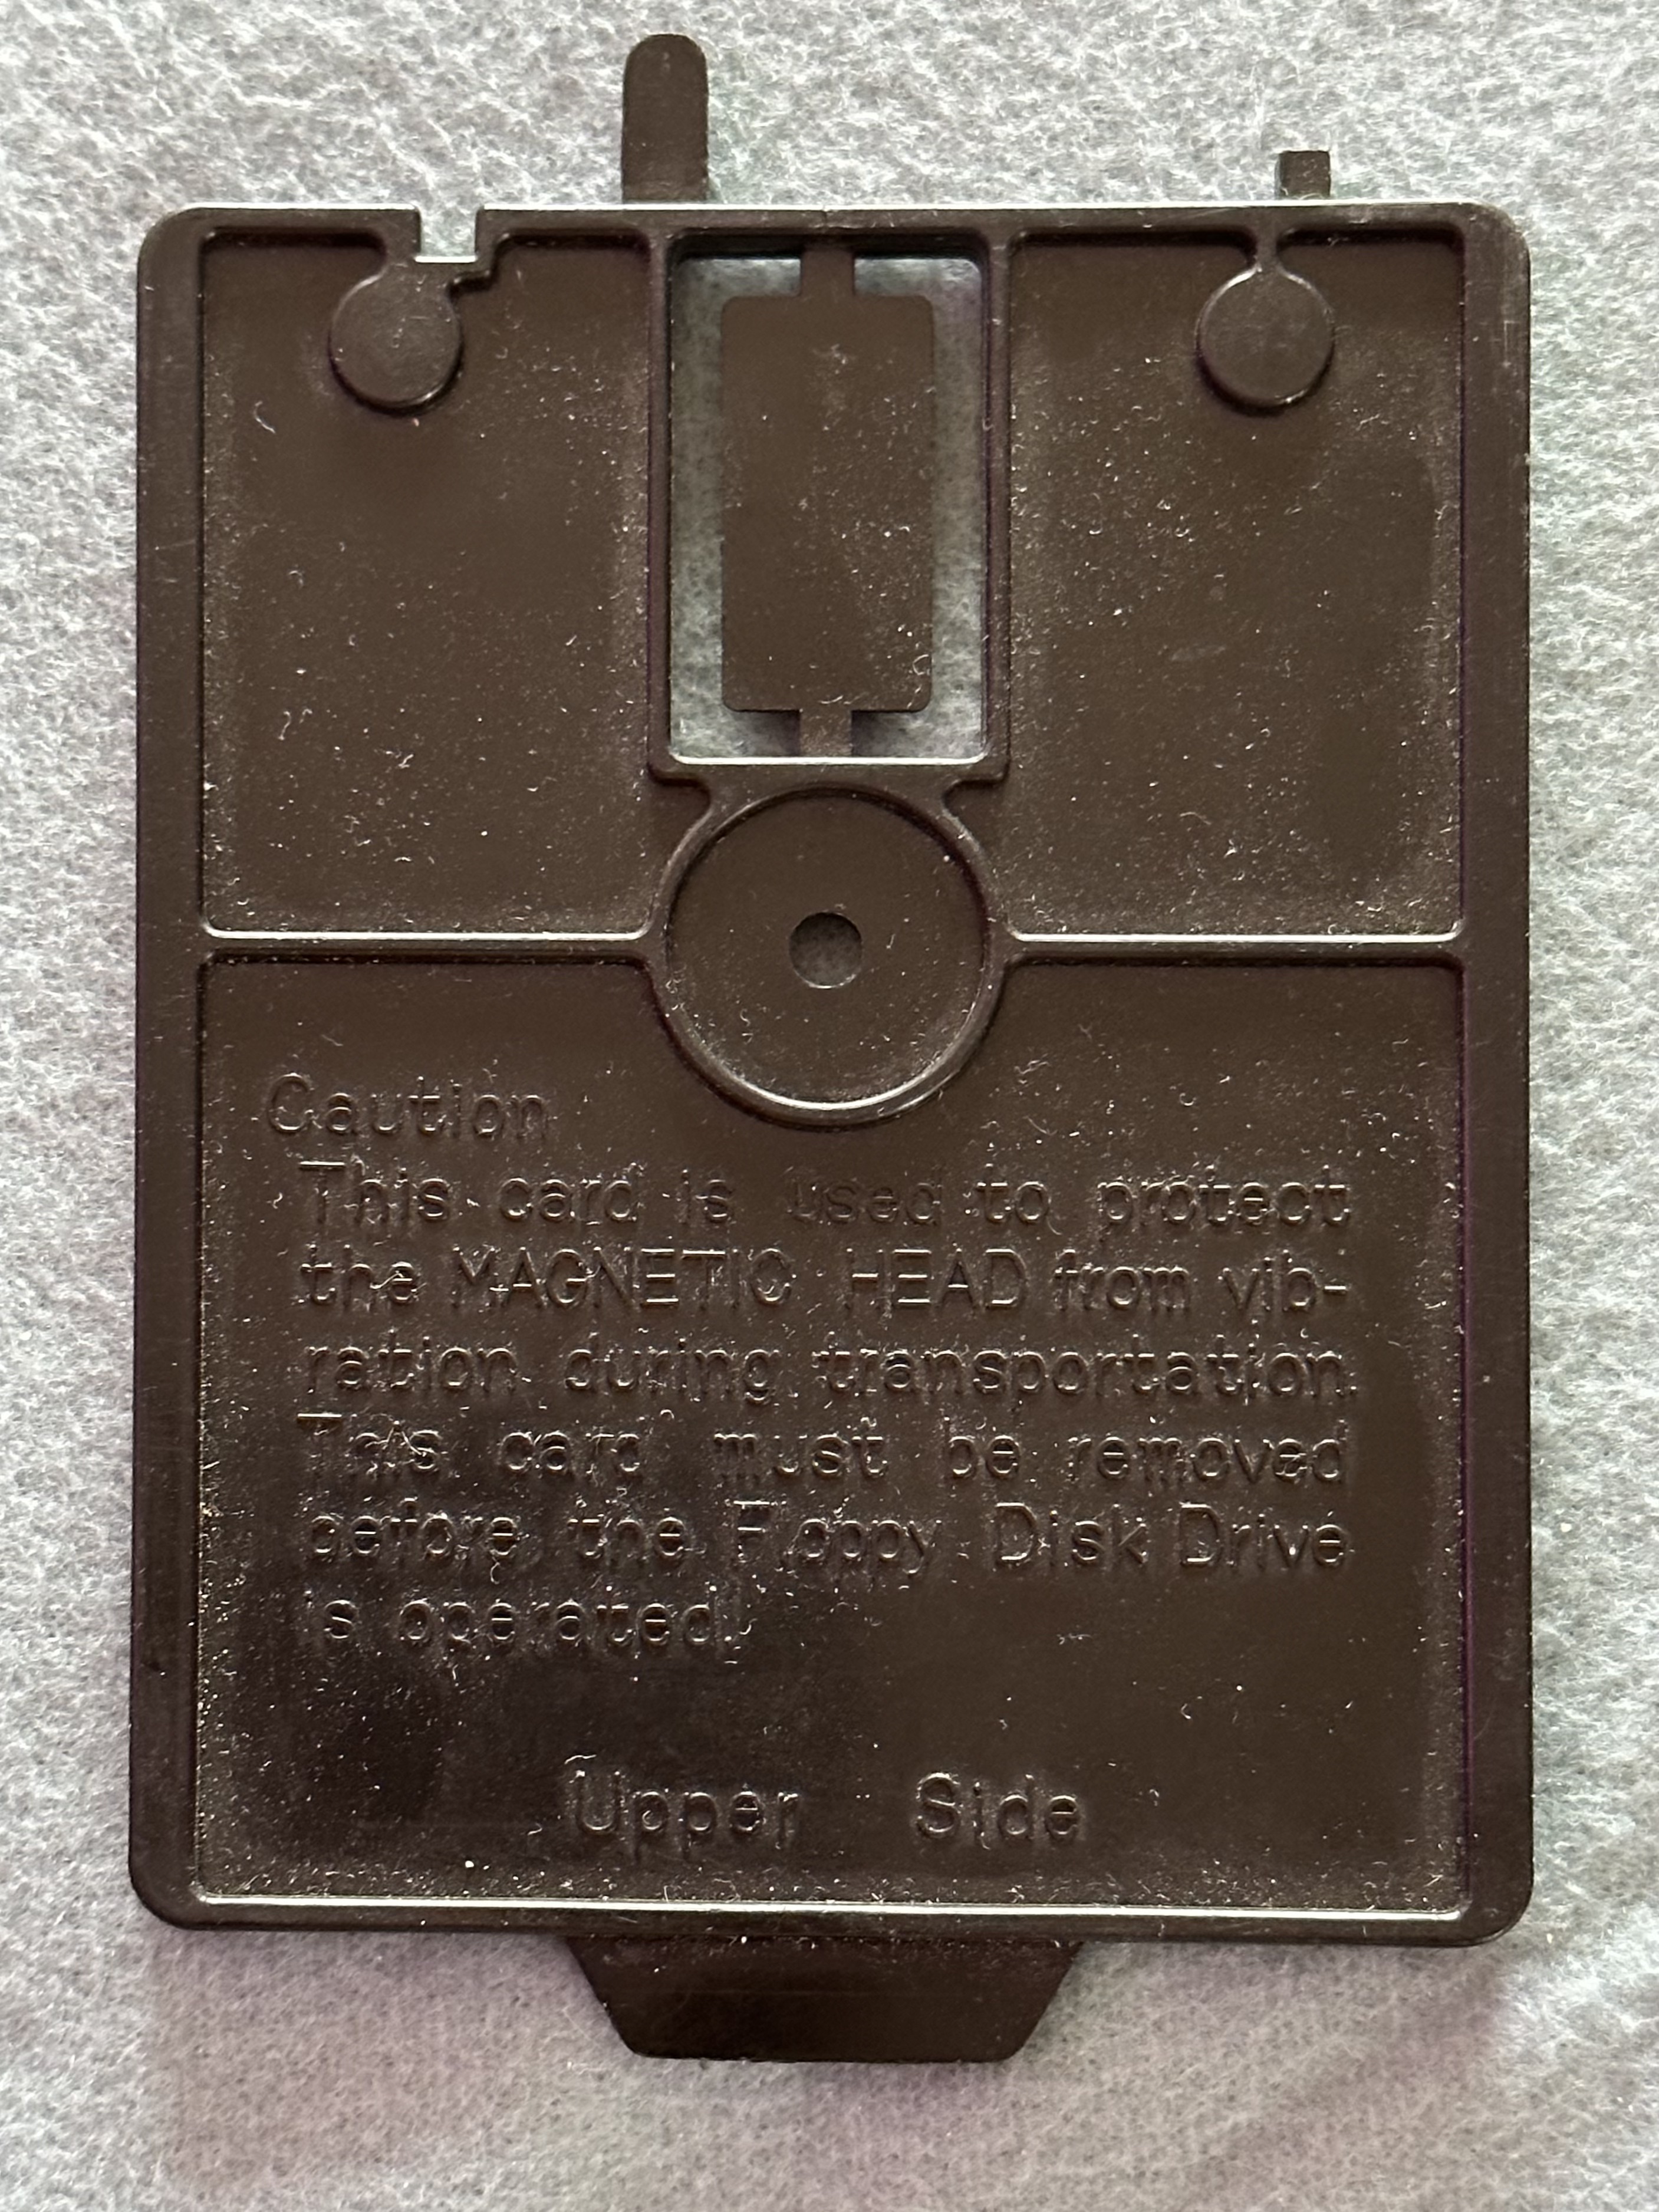 Caution
This card is used to protect
the MAGNETIC HEAD from vib-
ration during transportation.
This card must be removed
before the Floppy Disk Drive
is operated.
Upper Side